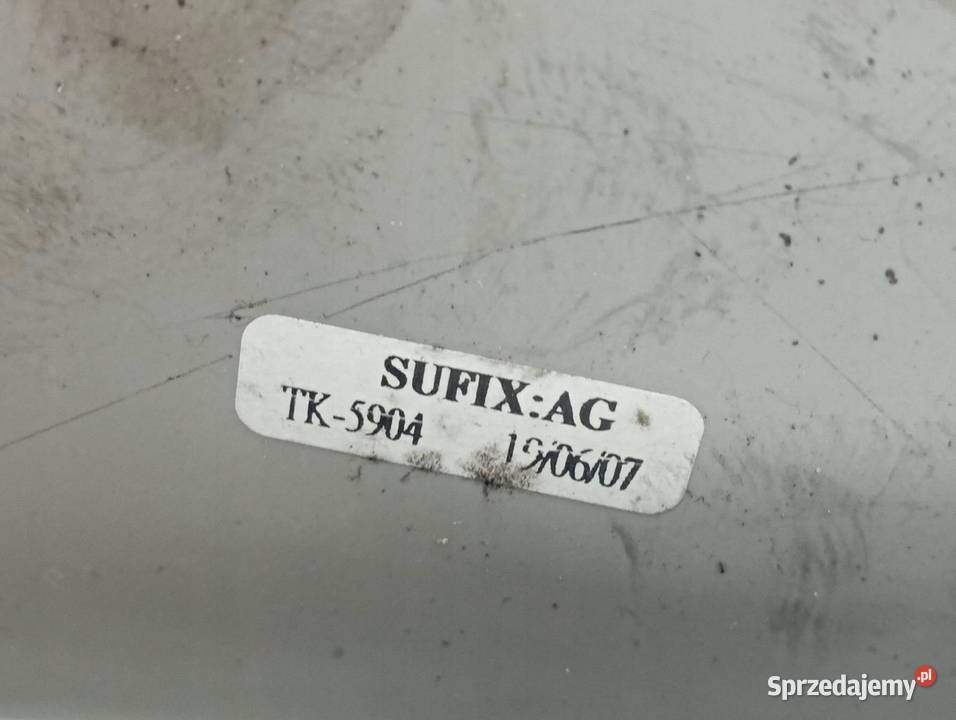 SUFIX:AG
TK-5904 19/06/07
Sprzedajemy.pl